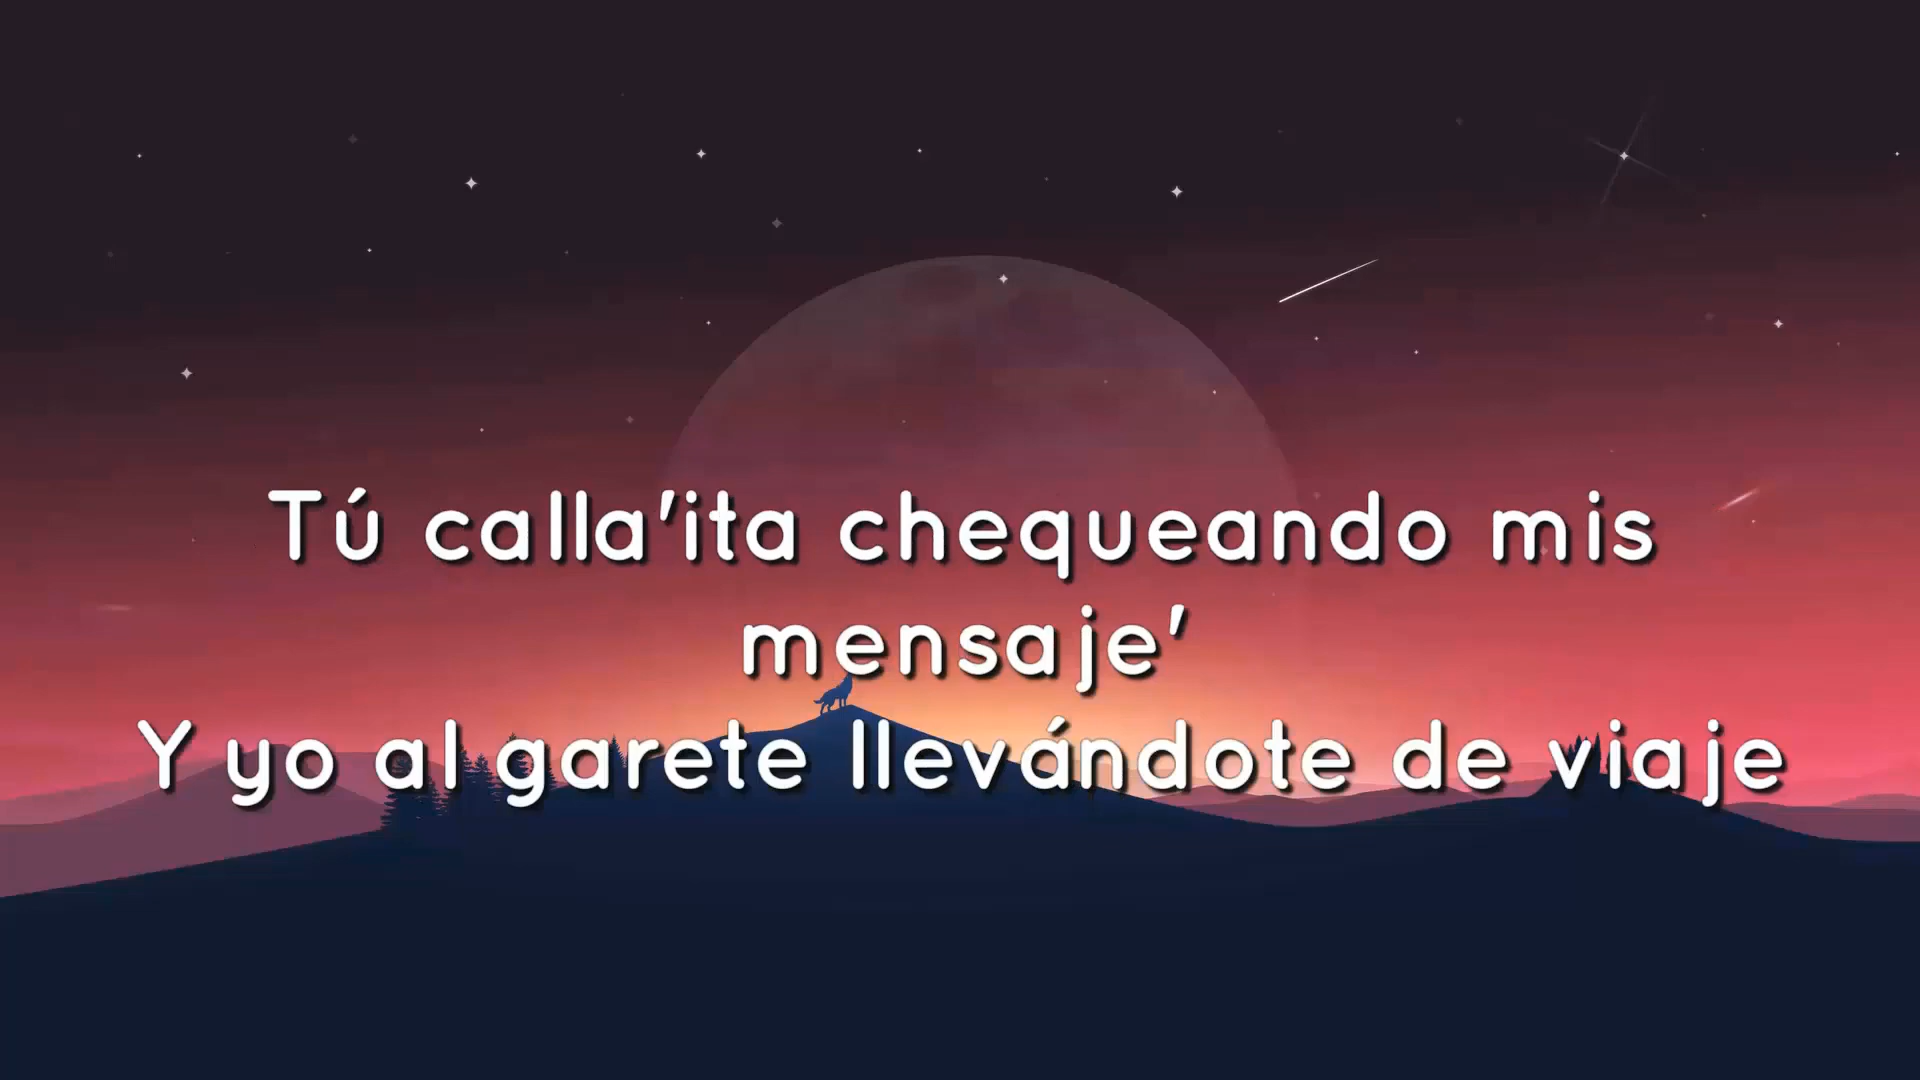 Tú calla'ita chequeando mis
mensaje'
Y yo al garete llevándote de viaje